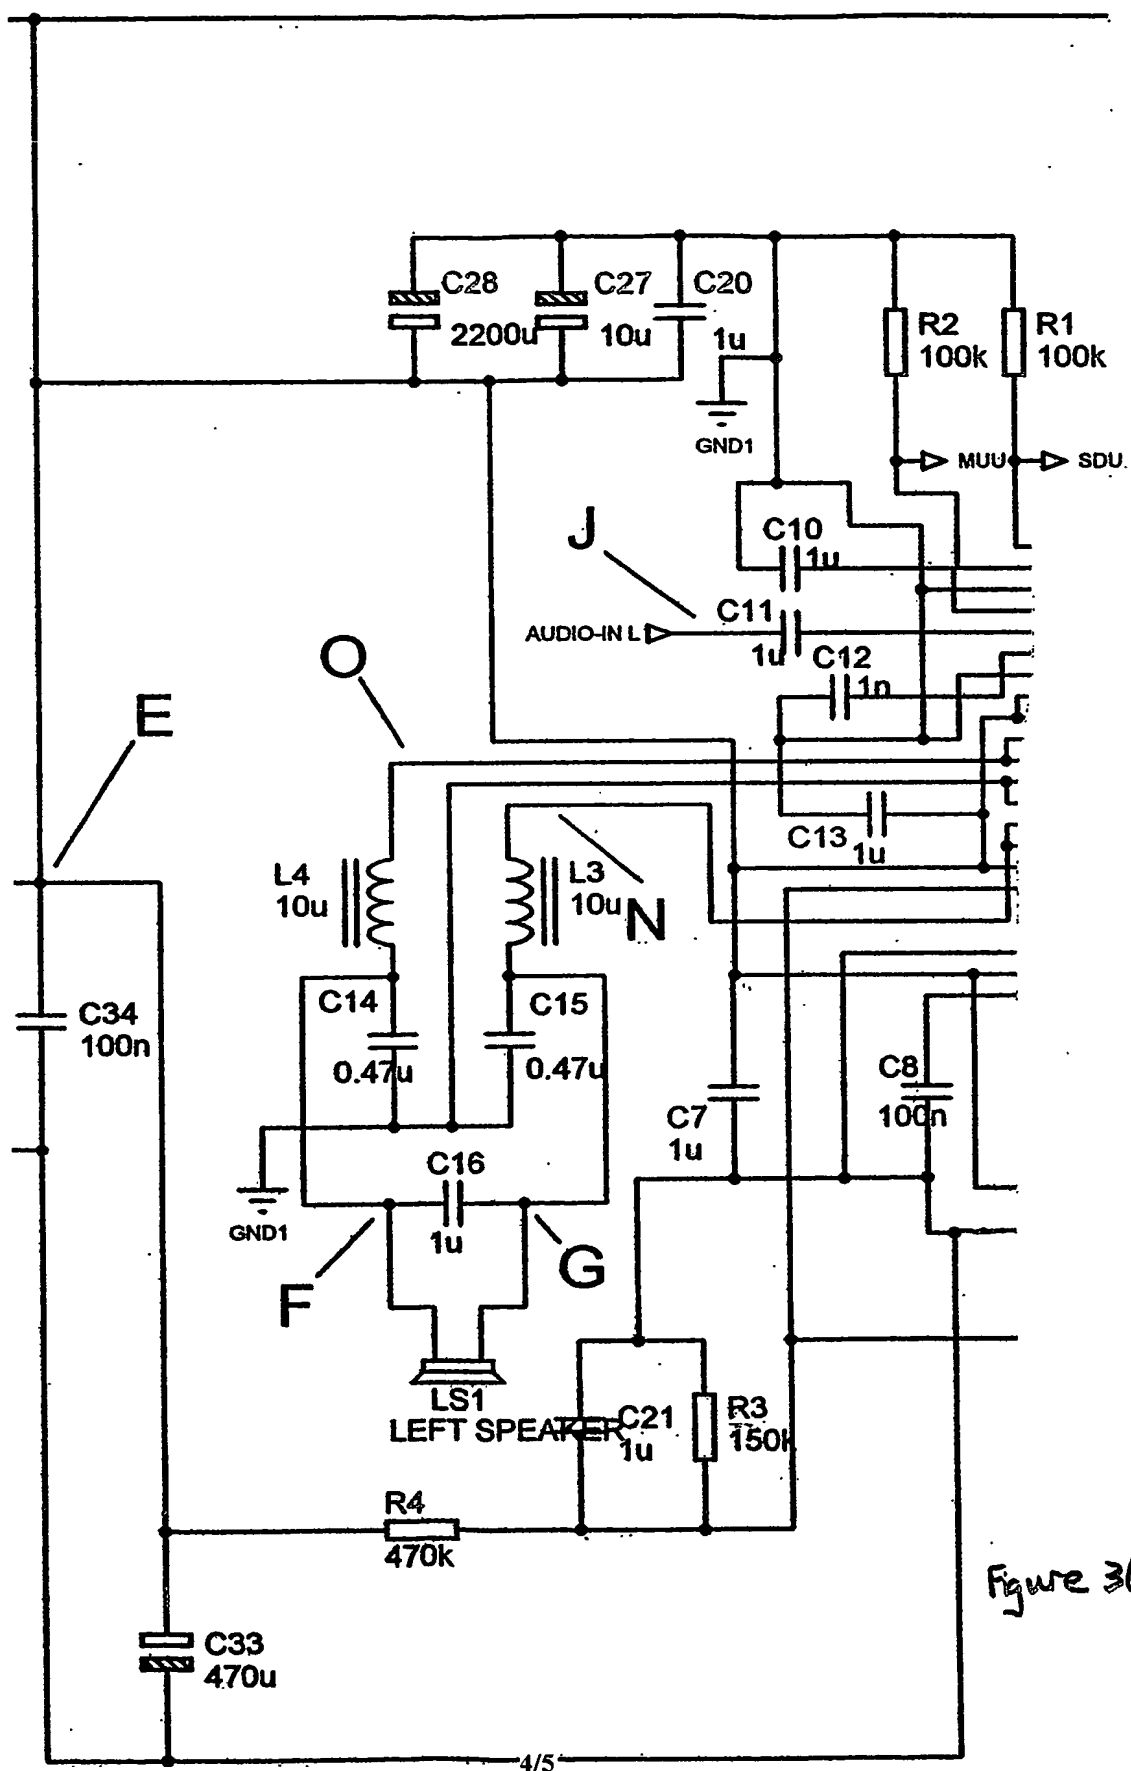 C28
2200u
C27
10u
C20
1u
R2
100k
R1
100k
GND1
MUU
SDU
J
C10
1u
AUDIO-IN L
C11
1u
C12
1n
O
E
C13
1u
L4
10u
L3
10u
N
C34
100n
C14
0.47u
C15
0.47u
C7
1u
C8
100n
C16
1u
GND1
F
G
LS1
LEFT SPEAKER
C21
1u
R3
150k
R4
470k
Figure
C33
470u
4/5